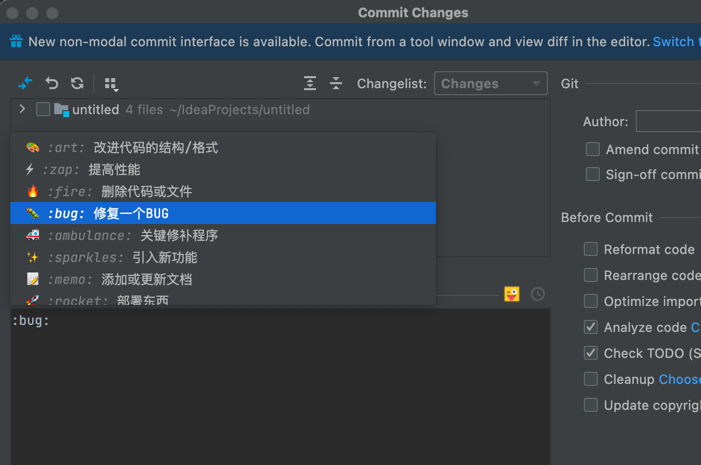 Commit Changes
New non-modal commit interface is available. Commit from a tool window and view diff in the editor. Switch
Changelist: Changes
Git
untitled 4 files ~/IdeaProjects/untitled
Author:
:art: 改进代码的结构/格式
Amend commit
:zap: 提高性能
Sign-off
:fire: 删除代码或文件
:bug: 修复一个BUG
Before Commit
:ambulance: 关键修补程序
Reformat code
:sparkles: 引入新功能
Rearrange code
:memo: 添加或更新文档
Optimize
:rocket: 部署东西
:bug:
Analyze code
Check TODO
Cleanup
Update